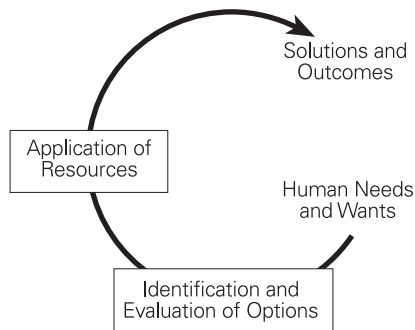 Solutions and
Outcomes
Application of
Resources
Human Needs
and Wants
Identification and
Evaluation of Options